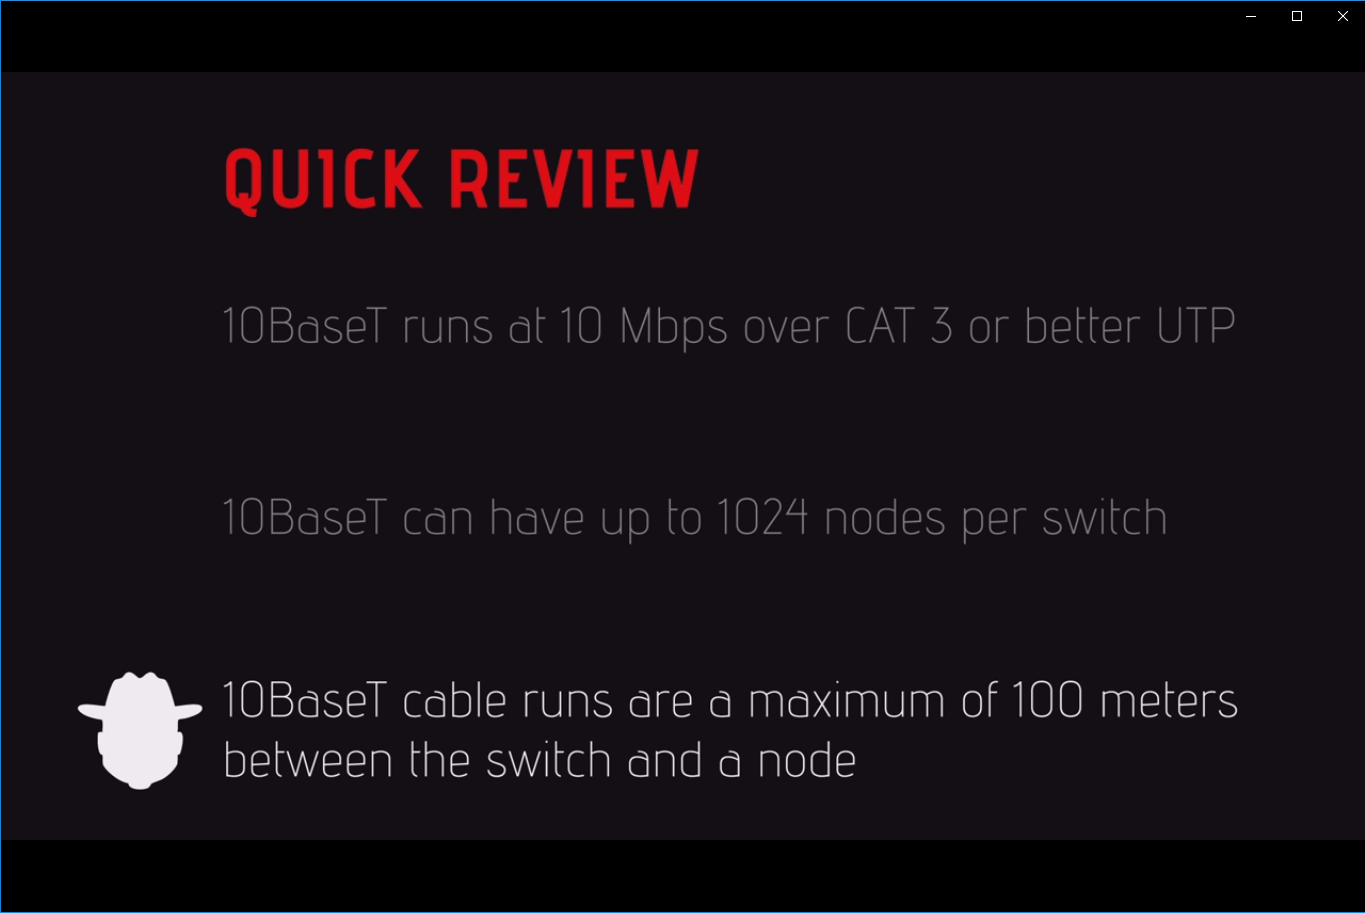 QUICK REVIEW
10BaseT runs at 10 Mbps over CAT 3 or better UTP
10BaseT can have up to 1024 nodes per switch
10BaseT cable runs are a maximum of 100 meters
between the switch and a node